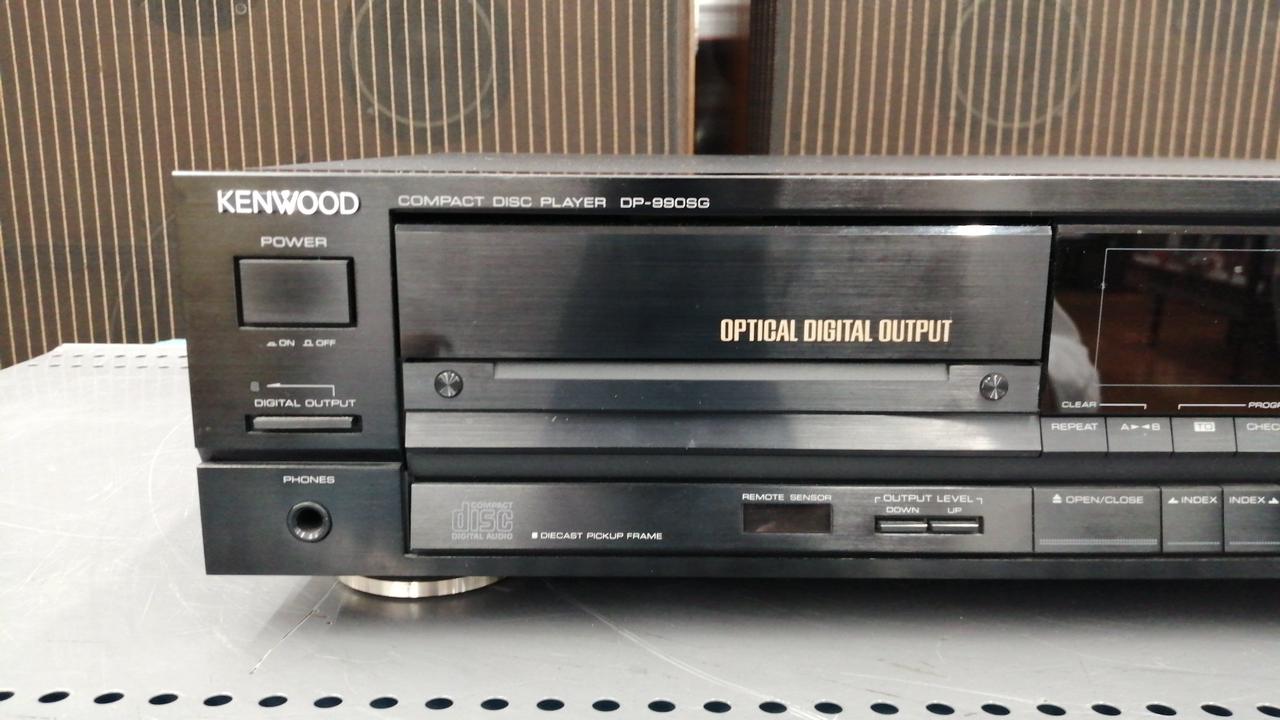 KENWOOD
COMPACT DISC PLAYER DP-990SG
POWER
ON OFF
OPTICAL DIGITAL OUTPUT
DIGITAL OUTPUT
CLEAR
REPEAT A►◄B TO
PHONES
REMOTE SENSOR
OUTPUT LEVEL
DOWN UP
OPEN/CLOSE
INDEX INDEX
COMPACT
disc
DIGITAL AUDIO
DIECAST PICKUP FRAME